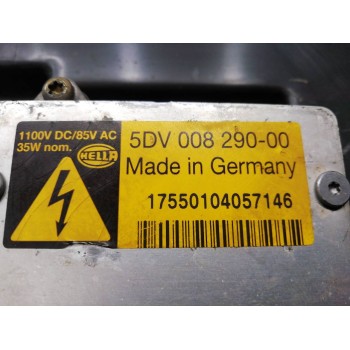 1100V DC/85V AC
35W nom.
HELLA
5DV 008 290-00
Made in Germany
17550104057146